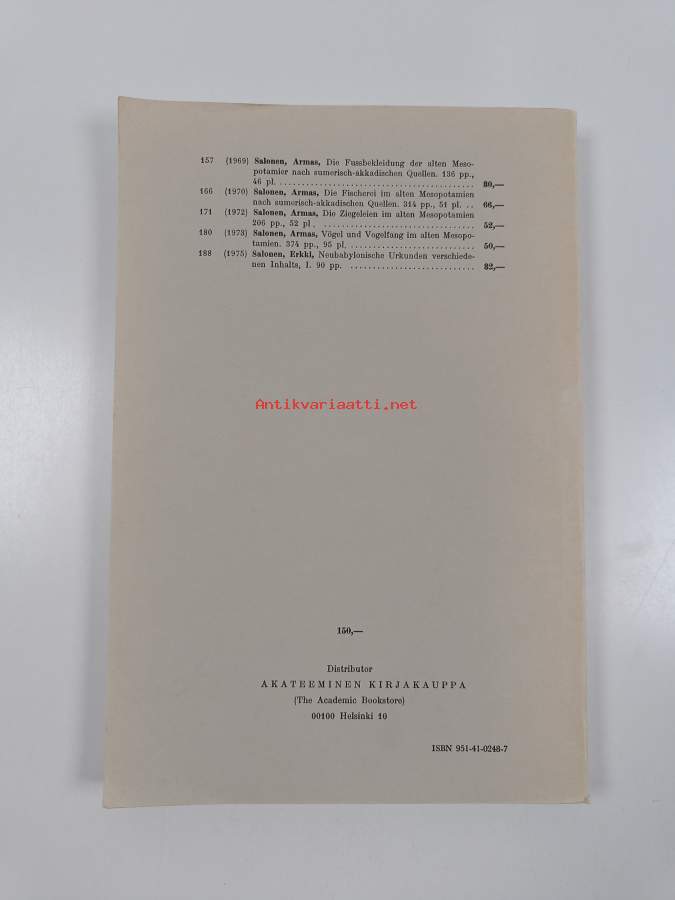 157 (1969) Salonen, Armas, Die Fussbekleidung der alten Meso-
potamier nach sumerisch-akkadischen Quellen. 136 pp.,
46 pl. ............................................. 80,—
166 (1970) Salonen, Armas, Die Fischerei im alten Mesopotamien
nach sumerisch-akkadischen Quellen. 314 pp., 51 pl. .. 66,—
171 (1972) Salonen, Armas, Die Ziegeleien im alten Mesopotamien
206 pp., 52 pl. ..................................... 52,—
180 (1973) Salonen, Armas, Vögel und Vogelfang im alten Mesopo-
tamien. 374 pp., 95 pl. ............................. 50,—
188 (1975) Salonen, Erkki, Neubabylonische Urkunden verschiede-
nen Inhalts, I. 90 pp. ............................. 32,—
Antikvariaatti.net
150,—
Distributor
AKATEEMINEN KIRJAKAUPPA
(The Academic Bookstore)
00100 Helsinki 10
ISBN 951-41-0248-7